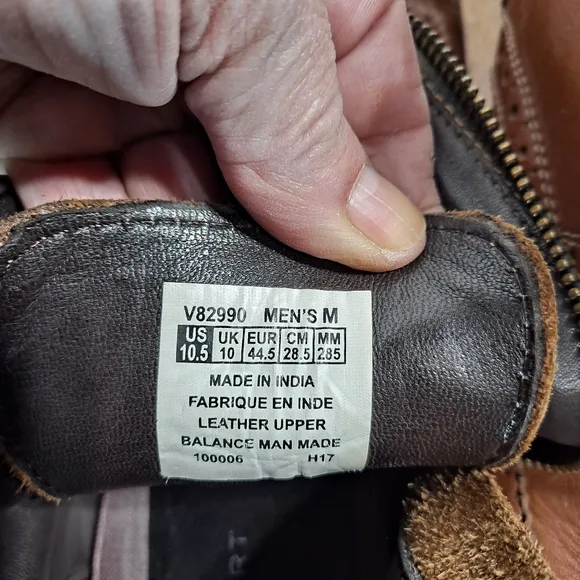 V82990 MEN'S M
US UK EUR CM MM
10.5 10 44.5 28.5 285
MADE IN INDIA
FABRIQUE EN INDE
LEATHER UPPER
BALANCE MAN MADE
100006 H17
RT